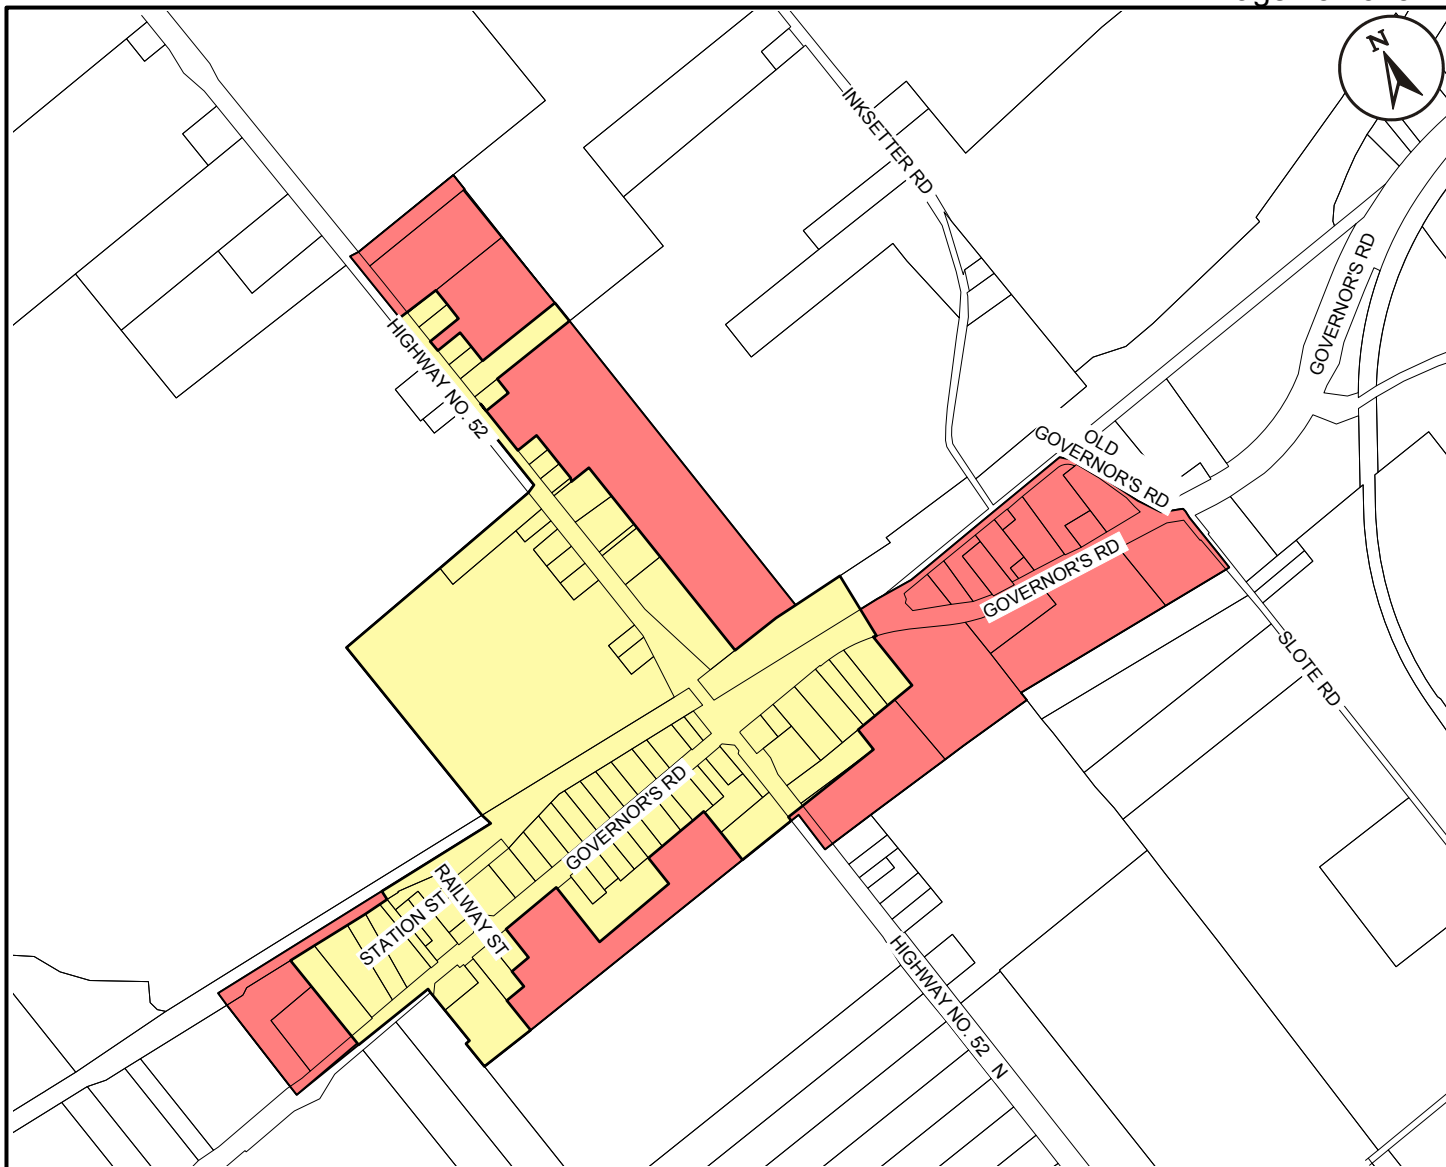 N
INKSETTER RD
GOVERNOR'S RD
HIGHWAY NO. 52
OLD
GOVERNOR'S RD
GOVERNOR'S RD
SLOTE RD
GOVERNOR'S RD
RAILWAY ST
STATION ST
HIGHWAY NO. 52 N